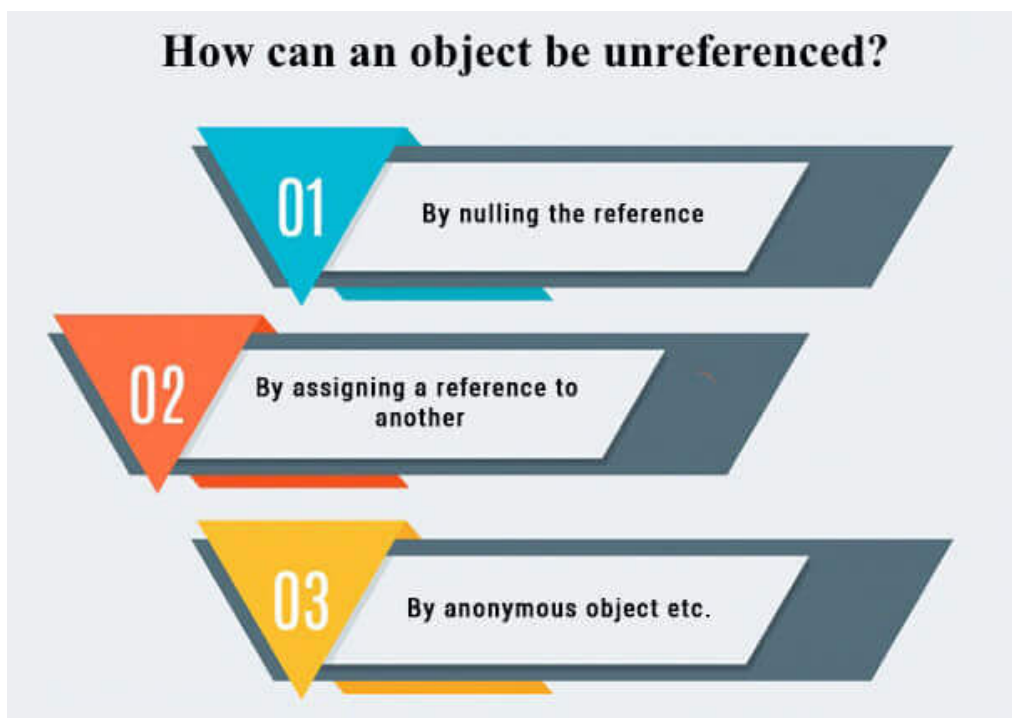 How can an object be unreferenced?
01
By nulling the reference
02
By assigning a reference to
another
03
By anonymous object etc.